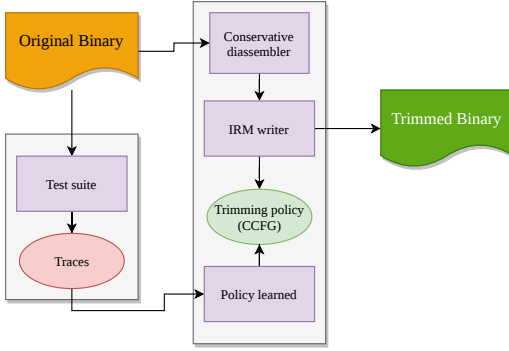 Original Binary
Conservative
diassembler
IRM writer
Trimmed Binary
Test suite
Trimming policy
(CCFG)
Traces
Policy learned